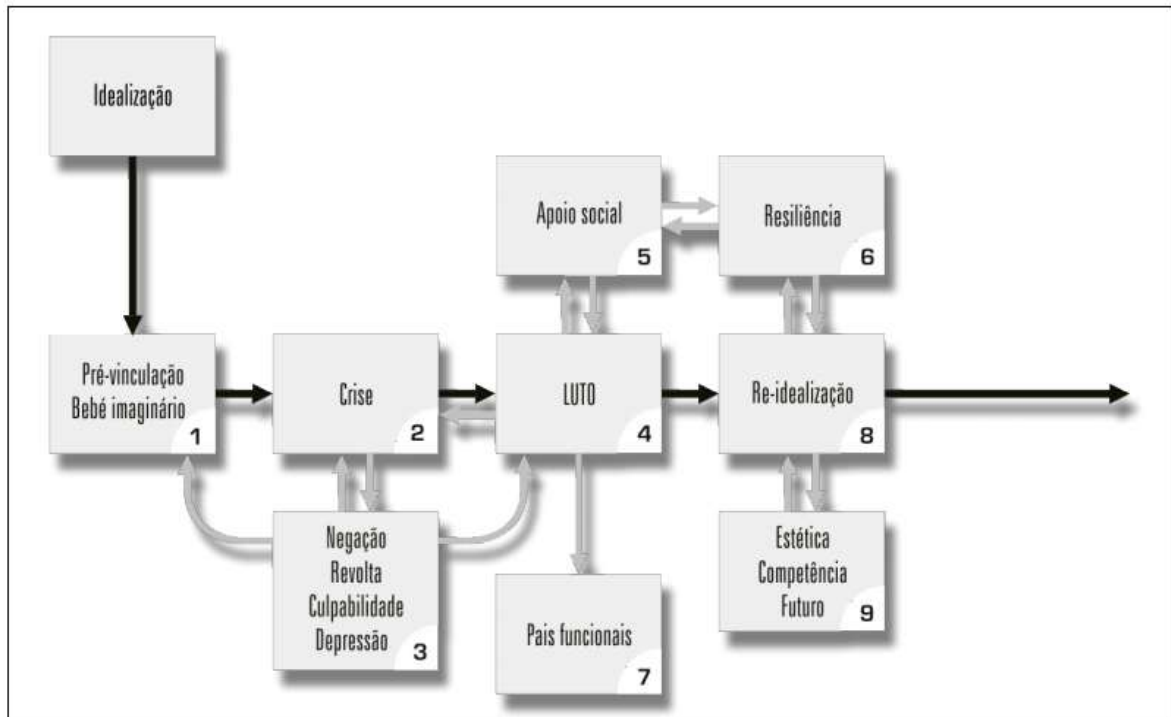 Idealização
Pré-vinculação
Bebé imaginário
1
Crise
2
Negação
Revolta
Culpabilidade
Depressão
3
LUTO
4
Apoio social
5
Resiliência
6
Pais funcionais
7
Re-idealização
8
Estética
Competência
Futuro
9